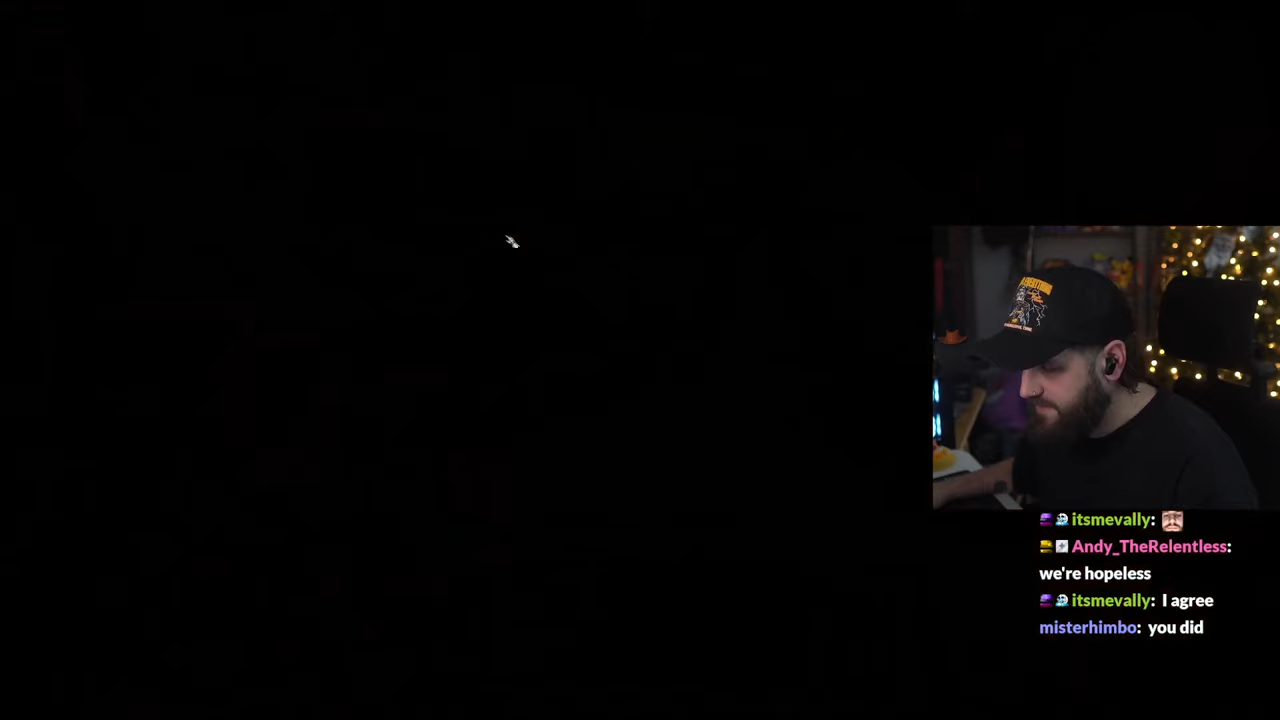 itsmevally:
Andy_TheRelentless:
we're hopeless
itsmevally: I agree
misterhimbo: you did